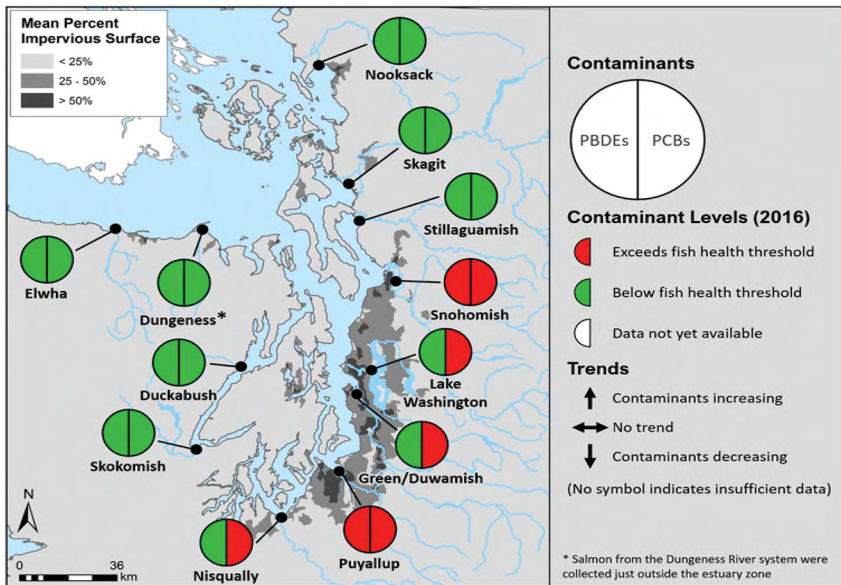 Mean Percent
Impervious Surface
< 25%
25 - 50%
> 50%
Nooksack
Skagit
Stillaguamish
Elwha
Dungeness*
Snohomish
Duckabush
Lake
Washington
Skokomish
Green/Duwamish
N
Nisqually
Puyallup
0 36
km
Contaminants
PBDEs PCBs
Contaminant Levels (2016)
Exceeds fish health threshold
Below fish health threshold
Data not yet available
Trends
Contaminants increasing
No trend
Contaminants decreasing
(No symbol indicates insufficient data)
* Salmon from the Dungeness River system were
collected just outside the estuary zone